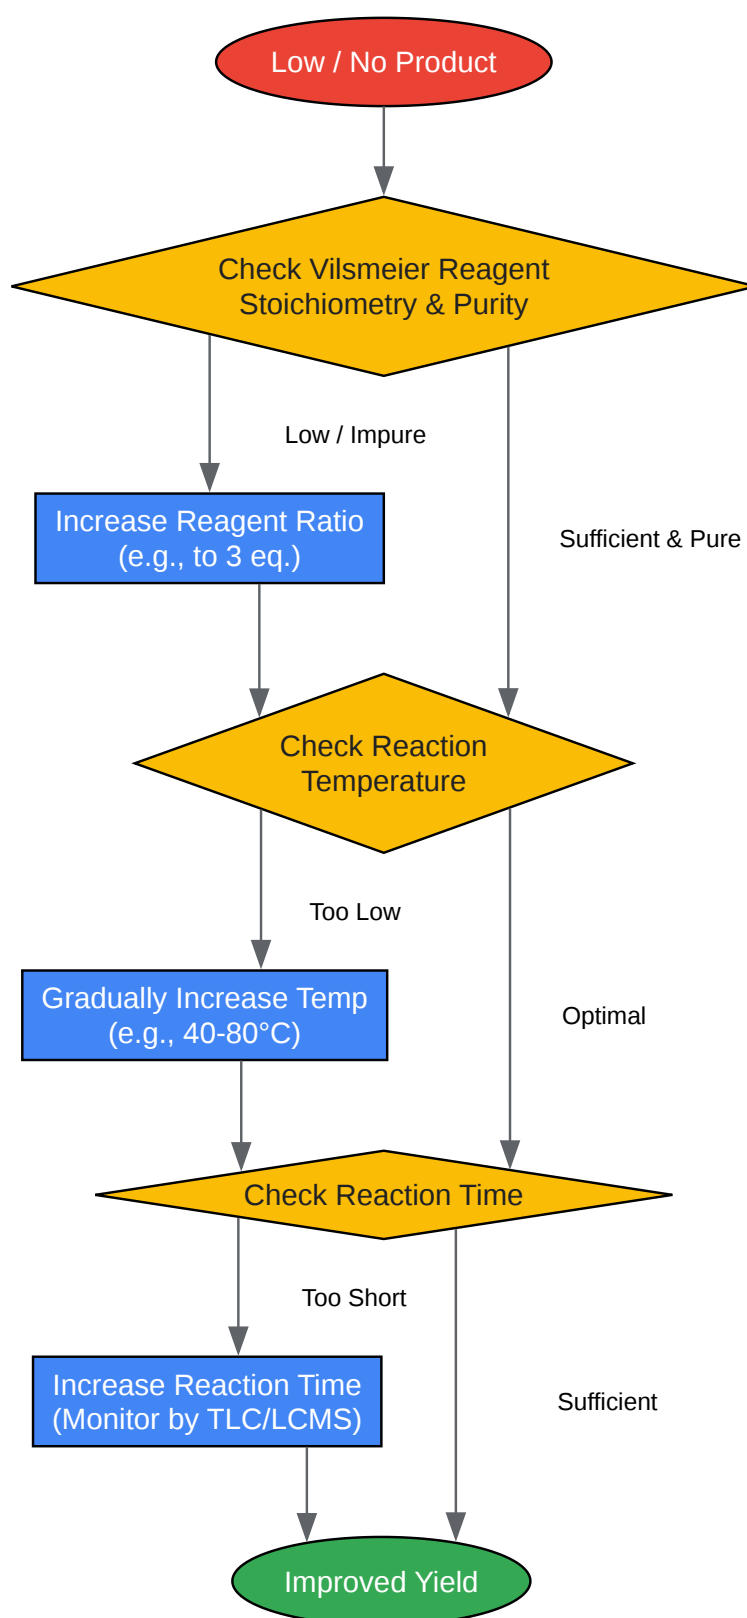 Low / No Product
Check Vilsmeier Reagent
Stoichiometry & Purity
Low / Impure
Increase Reagent Ratio
(e.g., to 3 eq.)
Sufficient & Pure
Check Reaction
Temperature
Too Low
Gradually Increase Temp
(e.g., 40-80°C)
Optimal
Check Reaction Time
Too Short
Increase Reaction Time
(Monitor by TLC/LCMS)
Sufficient
Improved Yield